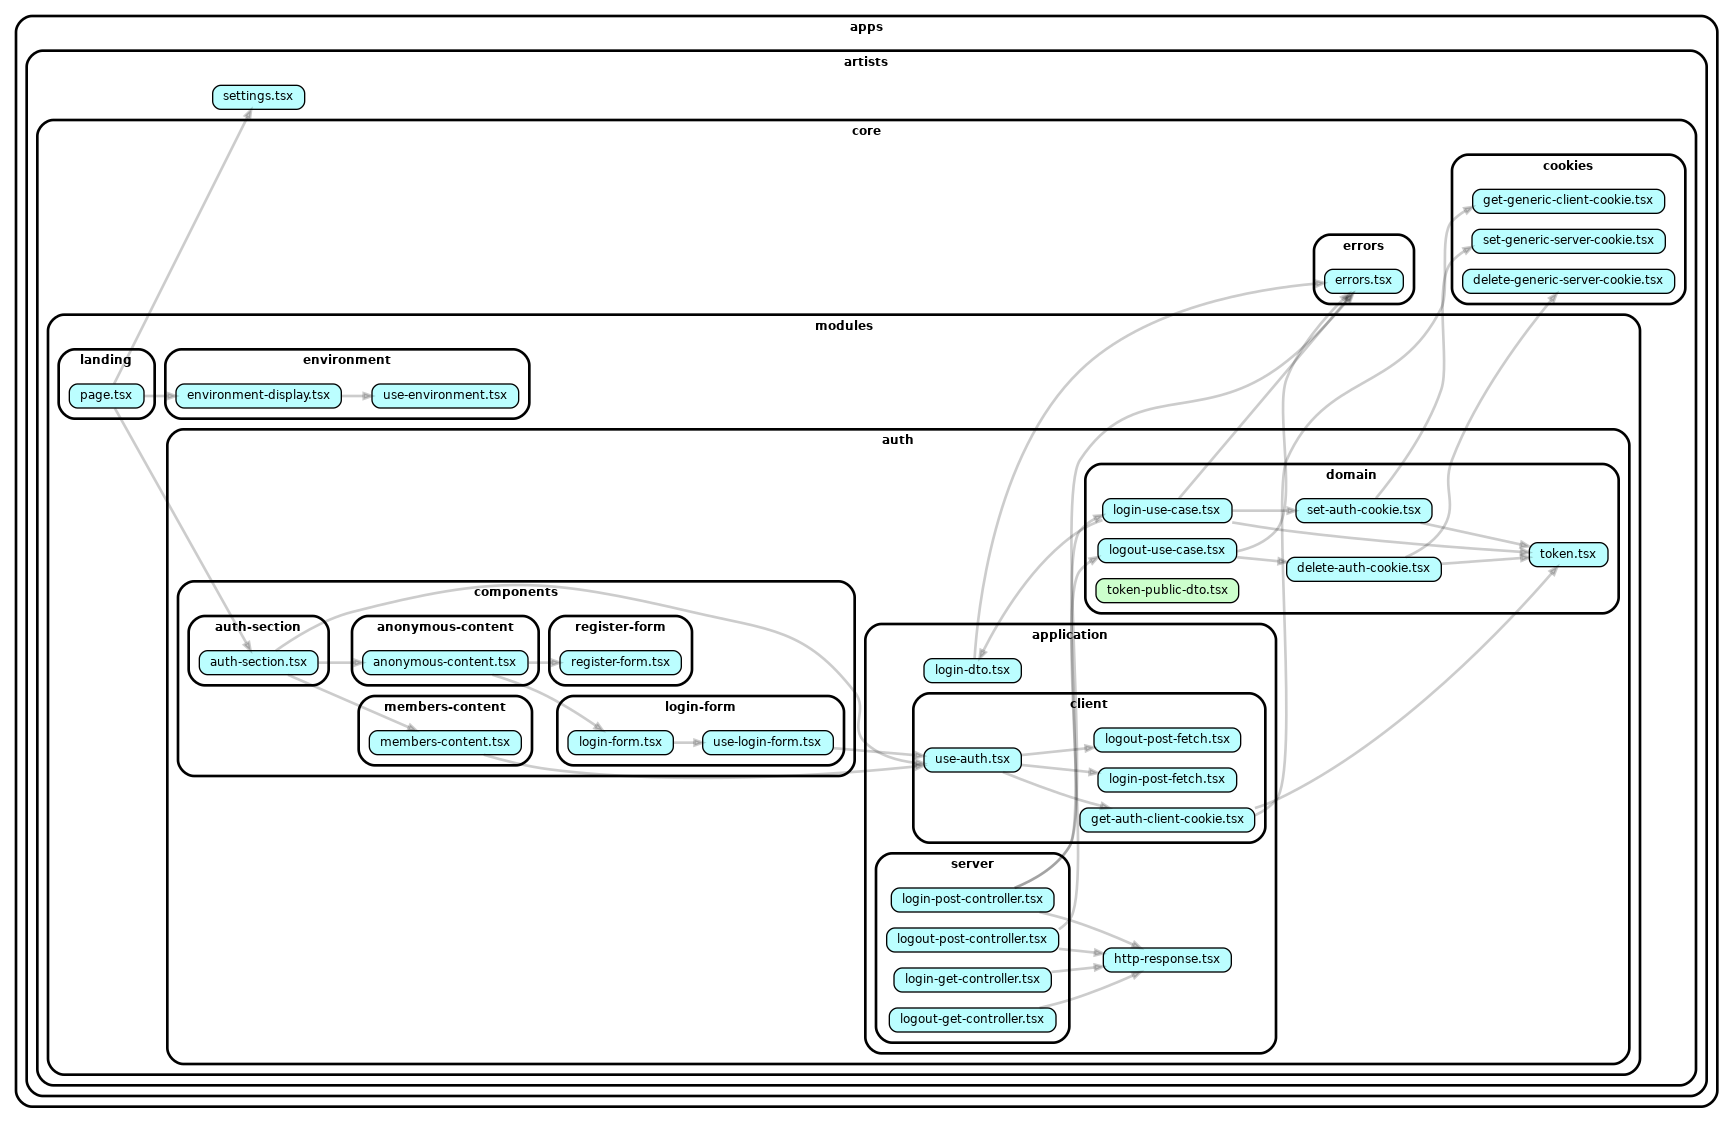 apps
artists
settings.tsx
core
cookies
get-generic-client-cookie.tsx
set-generic-server-cookie.tsx
delete-generic-server-cookie.tsx
errors
errors.tsx
modules
landing
page.tsx
environment
environment-display.tsx
use-environment.tsx
auth
domain
login-use-case.tsx
set-auth-cookie.tsx
logout-use-case.tsx
token.tsx
delete-auth-cookie.tsx
token-public-dto.tsx
components
auth-section
auth-section.tsx
anonymous-content
anonymous-content.tsx
register-form
register-form.tsx
members-content
members-content.tsx
login-form
login-form.tsx
use-login-form.tsx
application
login-dto.tsx
client
logout-post-fetch.tsx
use-auth.tsx
login-post-fetch.tsx
get-auth-client-cookie.tsx
server
login-post-controller.tsx
logout-post-controller.tsx
http-response.tsx
login-get-controller.tsx
logout-get-controller.tsx